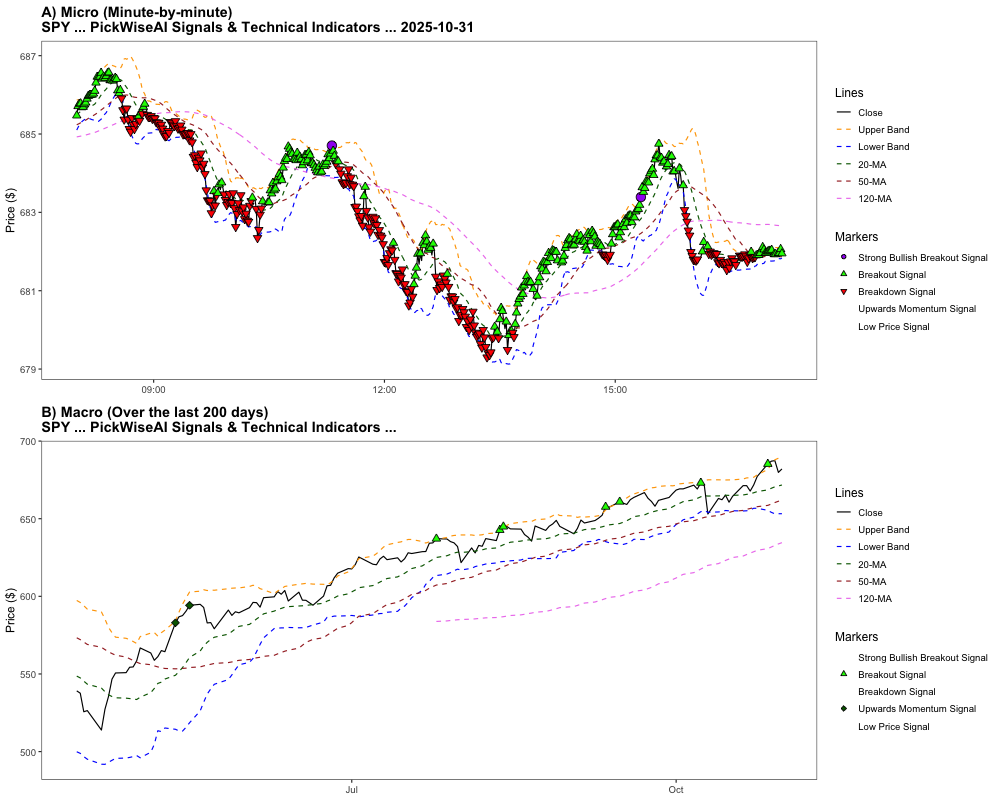 A) Micro (Minute-by-minute)
SPY ... PickWiseAI Signals & Technical Indicators ... 2025-10-31
687
685
683
681
679
Price ($)
09:00
12:00
15:00
Lines
Close
Upper Band
Lower Band
20-MA
50-MA
120-MA
Markers
Strong Bullish Breakout Signal
Breakout Signal
Breakdown Signal
Upwards Momentum Signal
Low Price Signal
B) Macro (Over the last 200 days)
SPY ... PickWiseAI Signals & Technical Indicators ...
700
650
600
550
500
Price ($)
Jul
Oct
Lines
Close
Upper Band
Lower Band
20-MA
50-MA
120-MA
Markers
Strong Bullish Breakout Signal
Breakout Signal
Breakdown Signal
Upwards Momentum Signal
Low Price Signal